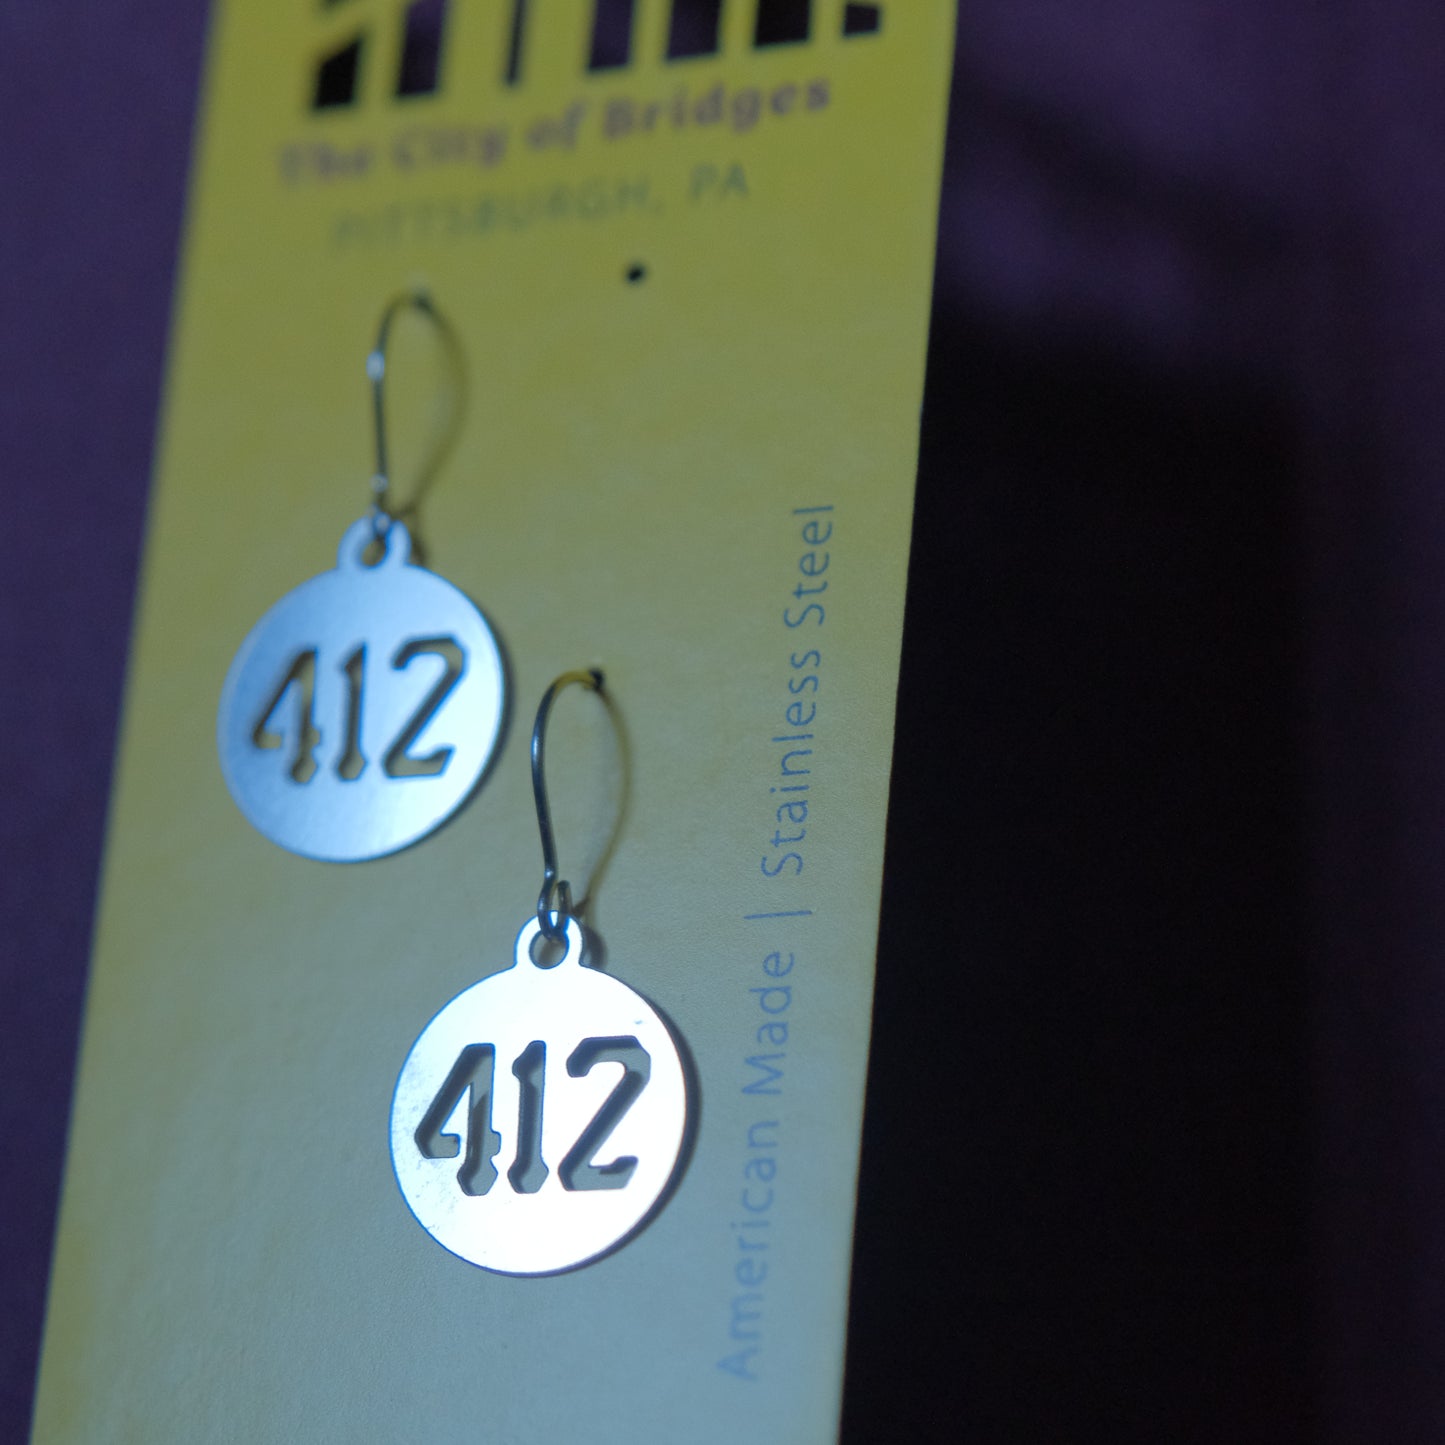 The City of Bridges
PITTSBURGH, PA
412
412
American Made | Stainless Steel